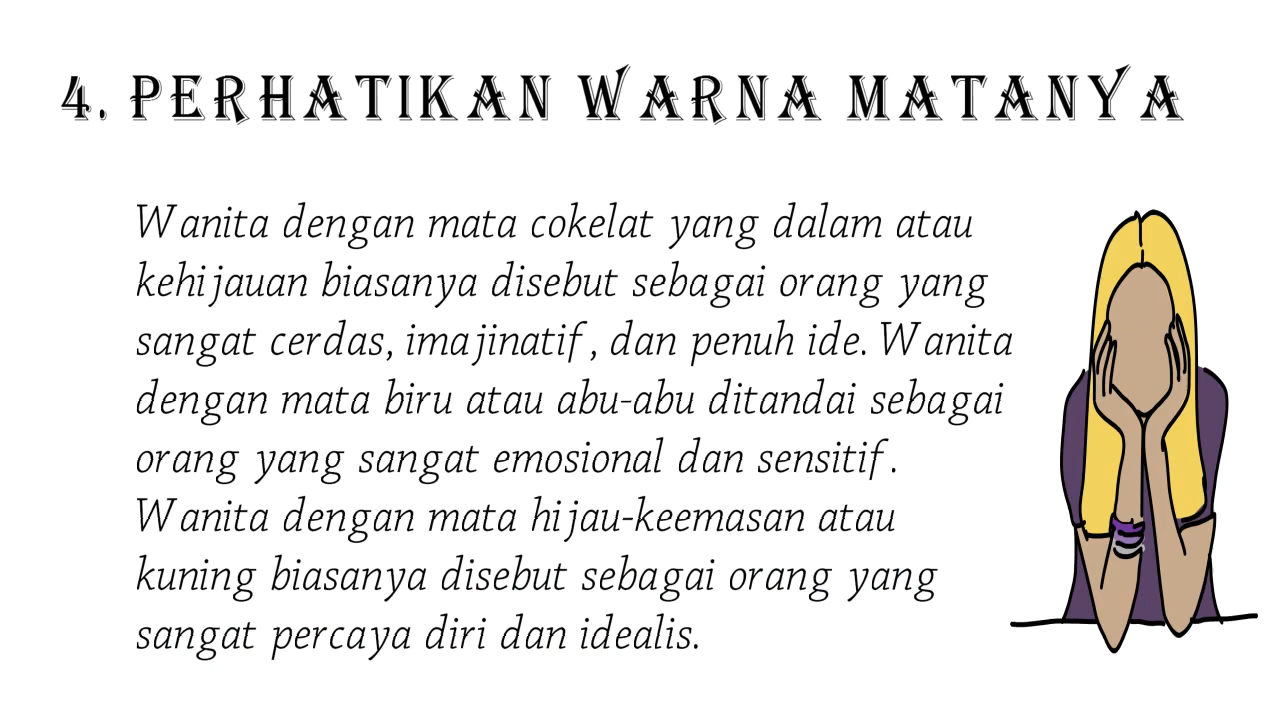 4. PERHATIKAN WARNA MATANYA
Wanita dengan mata cokelat yang dalam atau
kehijauan biasanya disebut sebagai orang yang
sangat cerdas, imajinatif, dan penuh ide. Wanita
dengan mata biru atau abu-abu ditandai sebagai
orang yang sangat emosional dan sensitif.
Wanita dengan mata hijau-keemasan atau
kuning biasanya disebut sebagai orang yang
sangat percaya diri dan idealis.